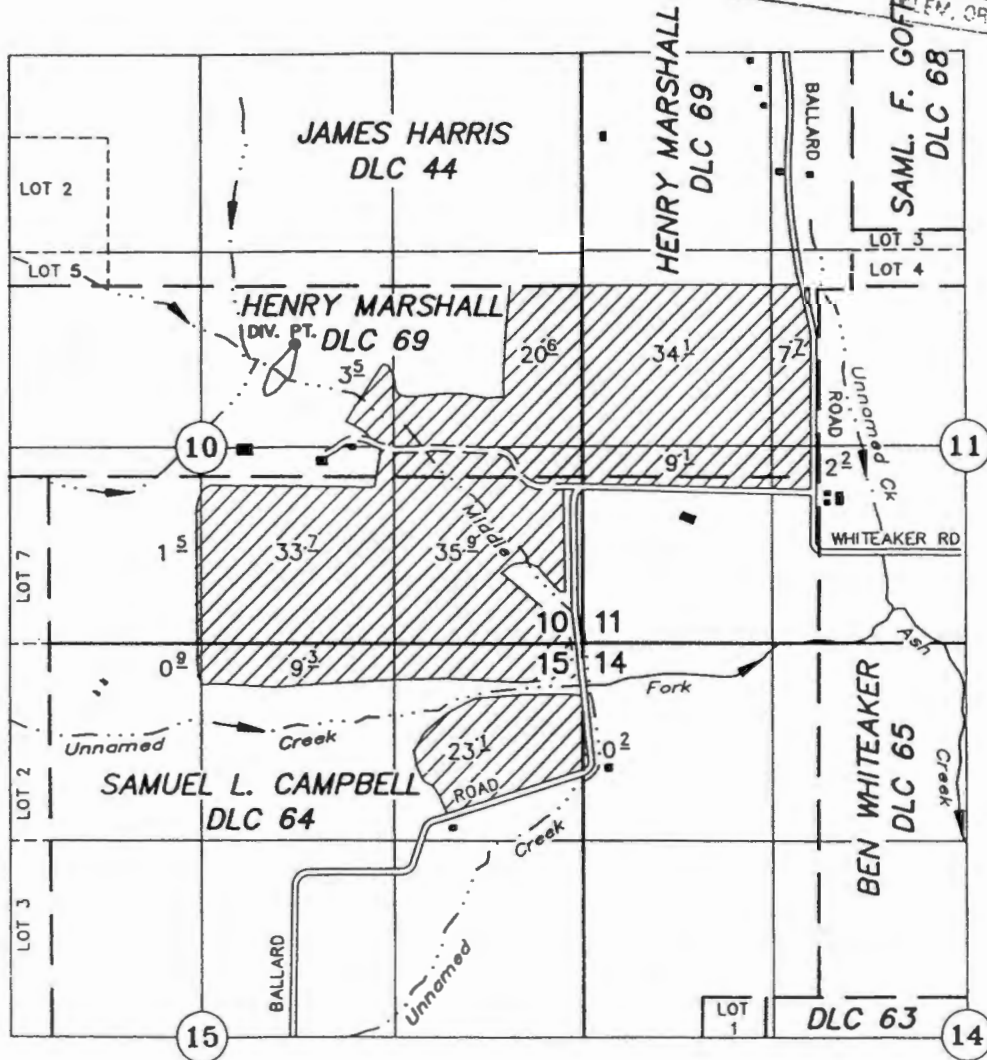 LEM, OR
JAMES HARRIS
DLC 44
HENRY MARSHALL
DLC 69
BALLARD
SAML. F. GOFF
DLC 68
LOT 2
LOT 3
LOT 4
LOT 5
HENRY MARSHALL
DLC 69
DIV. PT.
3 5
20 6
34 1
7 7
ROAD
Unnamed Ck
10
11
9 1
2 2
WHITEAKER RD
Middle
LOT 7
1 5
33 7
35 9
10 11
15 14
0 9
9 3
Fork
Ash
Creek
Unnamed
Creek
23 1
0 2
ROAD
SAMUEL L. CAMPBELL
DLC 64
LOT 2
Creek
BEN WHITEAKER
DLC 65
LOT 3
BALLARD
Unnamed
LOT
1
DLC 63
15
14